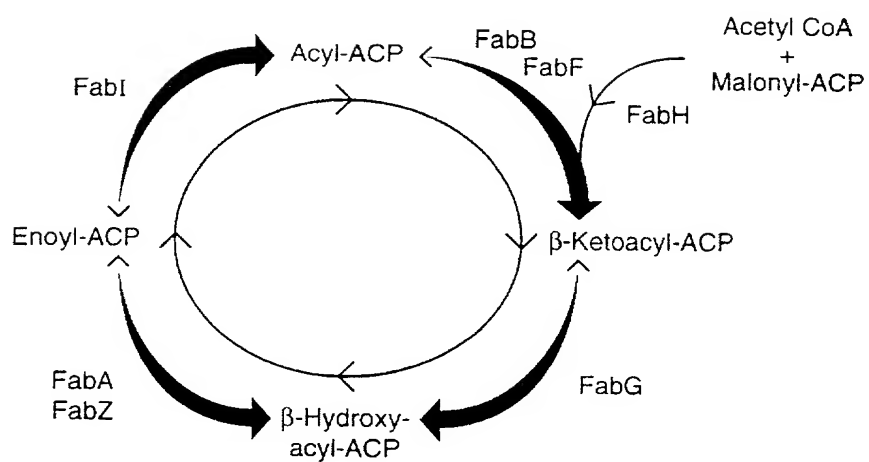 Acetyl CoA
+
Malonyl-ACP
FabB
FabF
Acyl-ACP
FabI
FabH
Enoyl-ACP
β-Ketoacyl-ACP
FabA
FabZ
FabG
β-Hydroxy-
acyl-ACP